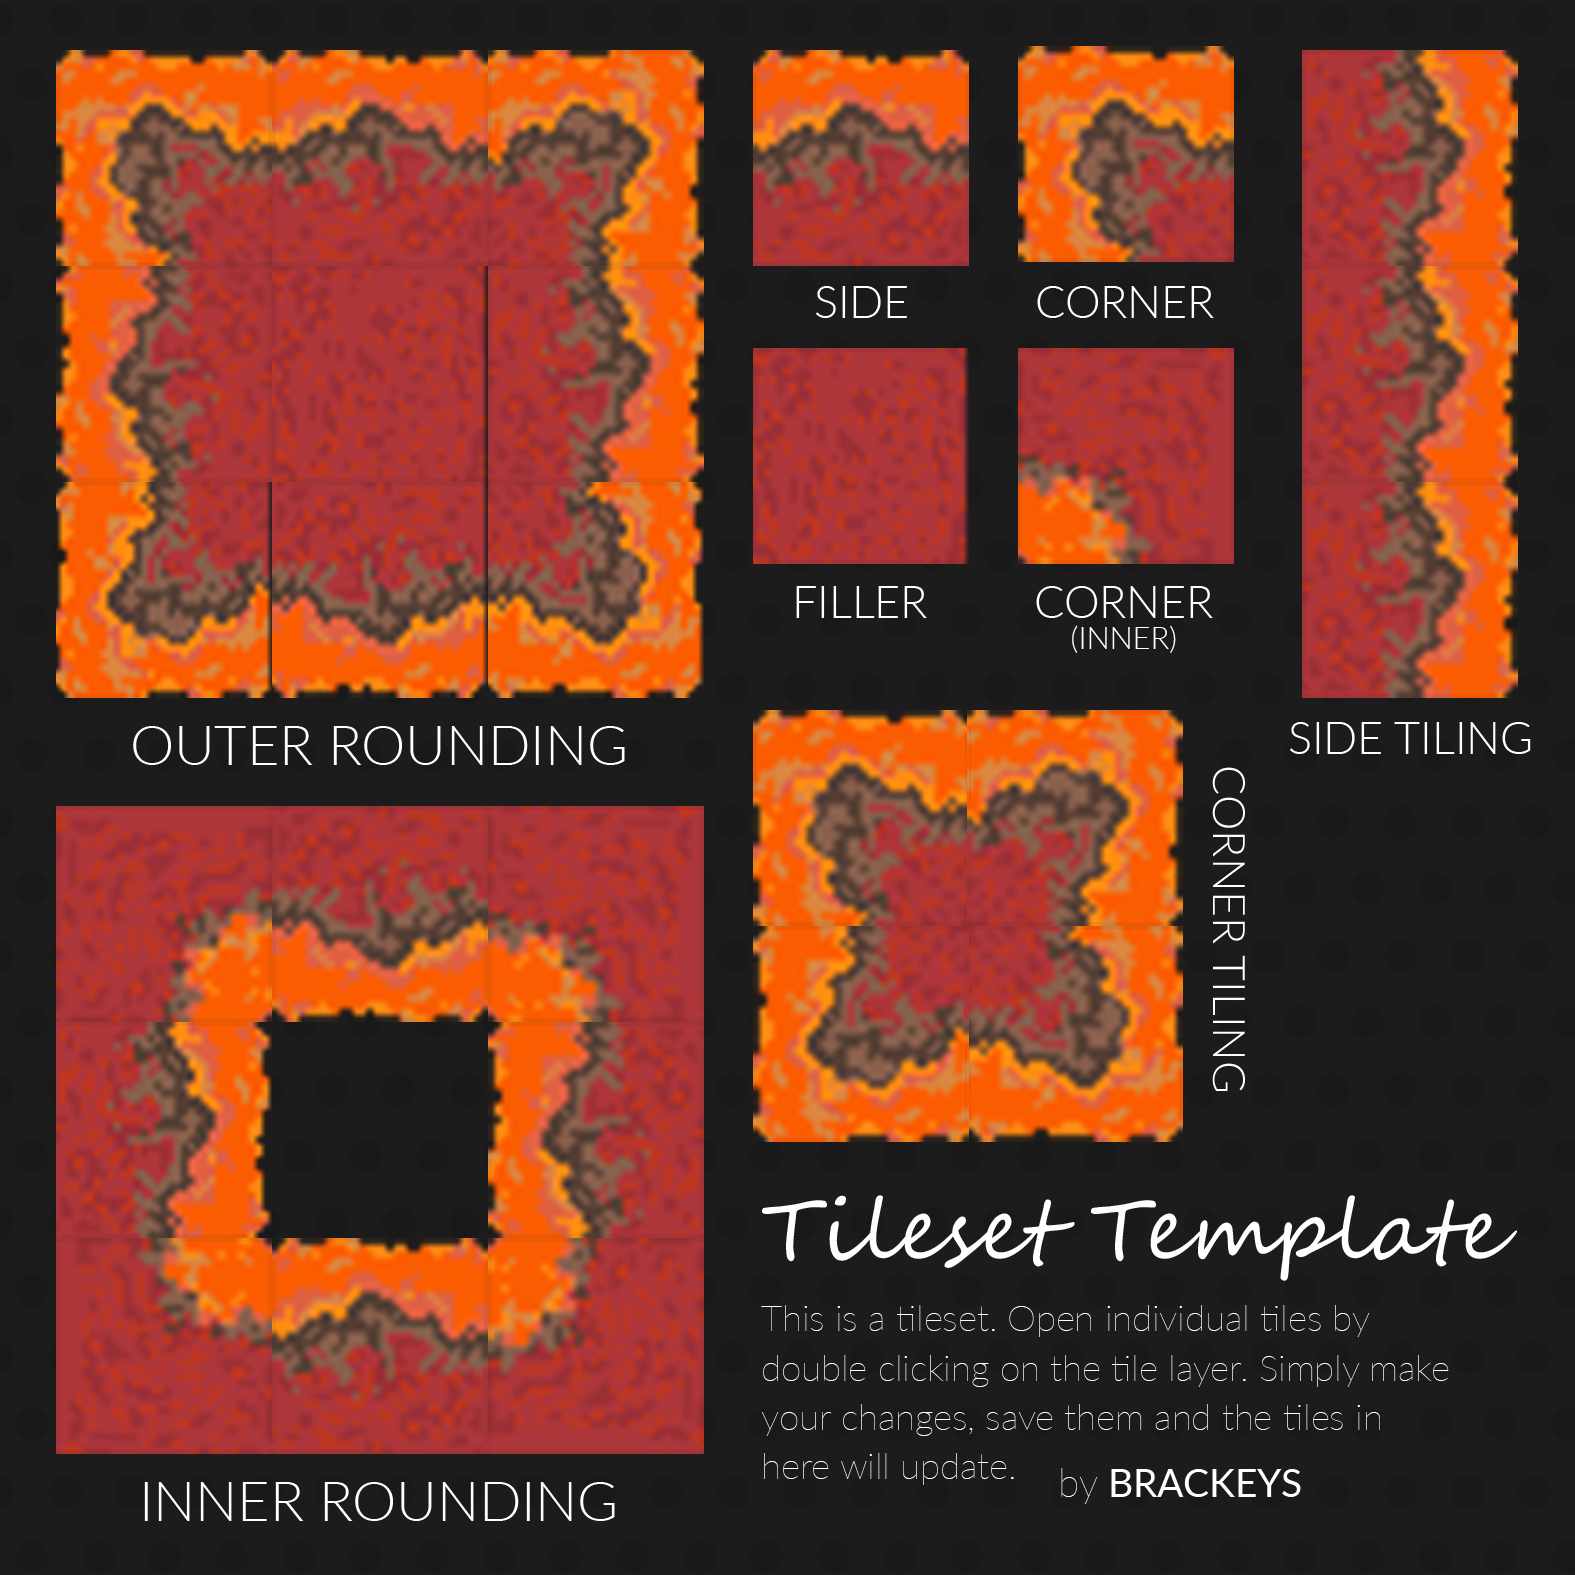 SIDE
CORNER
FILLER
CORNER
(INNER)
OUTER ROUNDING
SIDE TILING
CORNER TILING
Tileset Template
This is a tileset. Open individual tiles by
double clicking on the tile layer. Simply make
your changes, save them and the tiles in
here will update.
by BRACKEYS
INNER ROUNDING